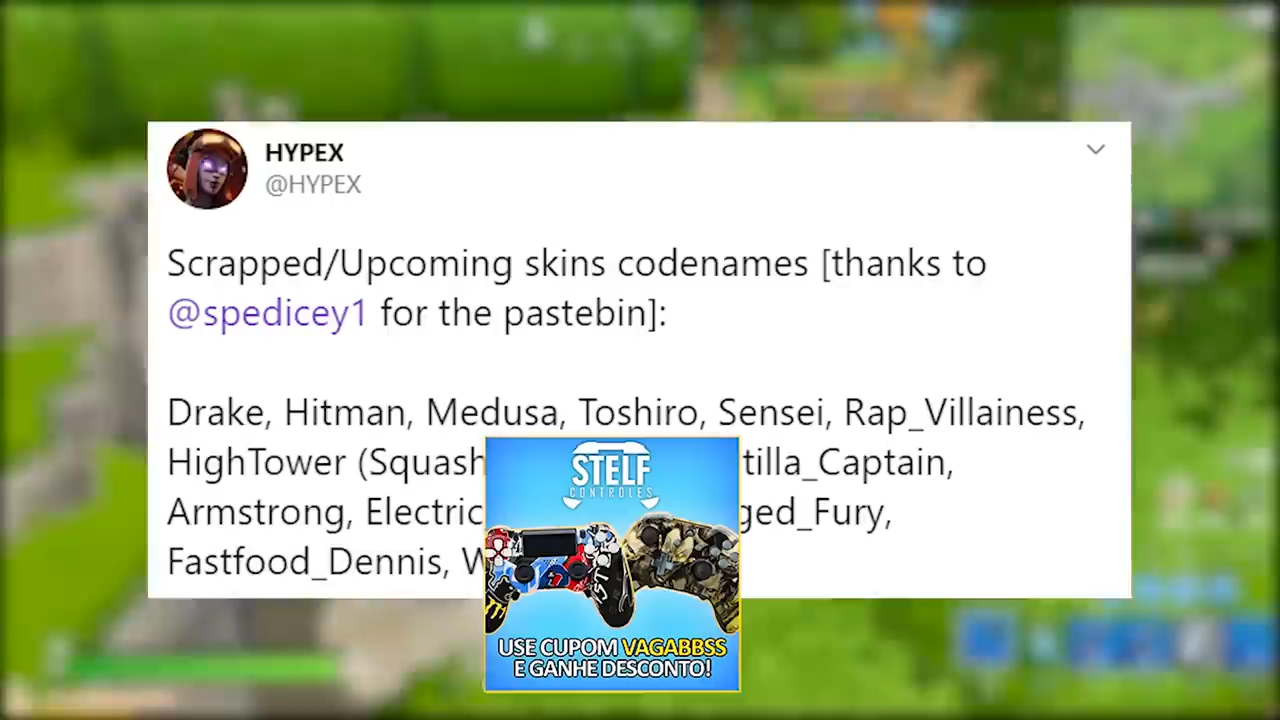 HYPEX
@HYPEX
Scrapped/Upcoming skins codenames [thanks to
@spedicey1 for the pastebin]:
Drake, Hitman, Medusa, Toshiro, Sensei, Rap_Villainess,
HighTower (Squash tilla_Captain,
Armstrong, Electric ged_Fury,
Fastfood_Dennis, W
STELF
CONTROLES
USE CUPOM VAGABBSS
E GANHE DESCONTO!